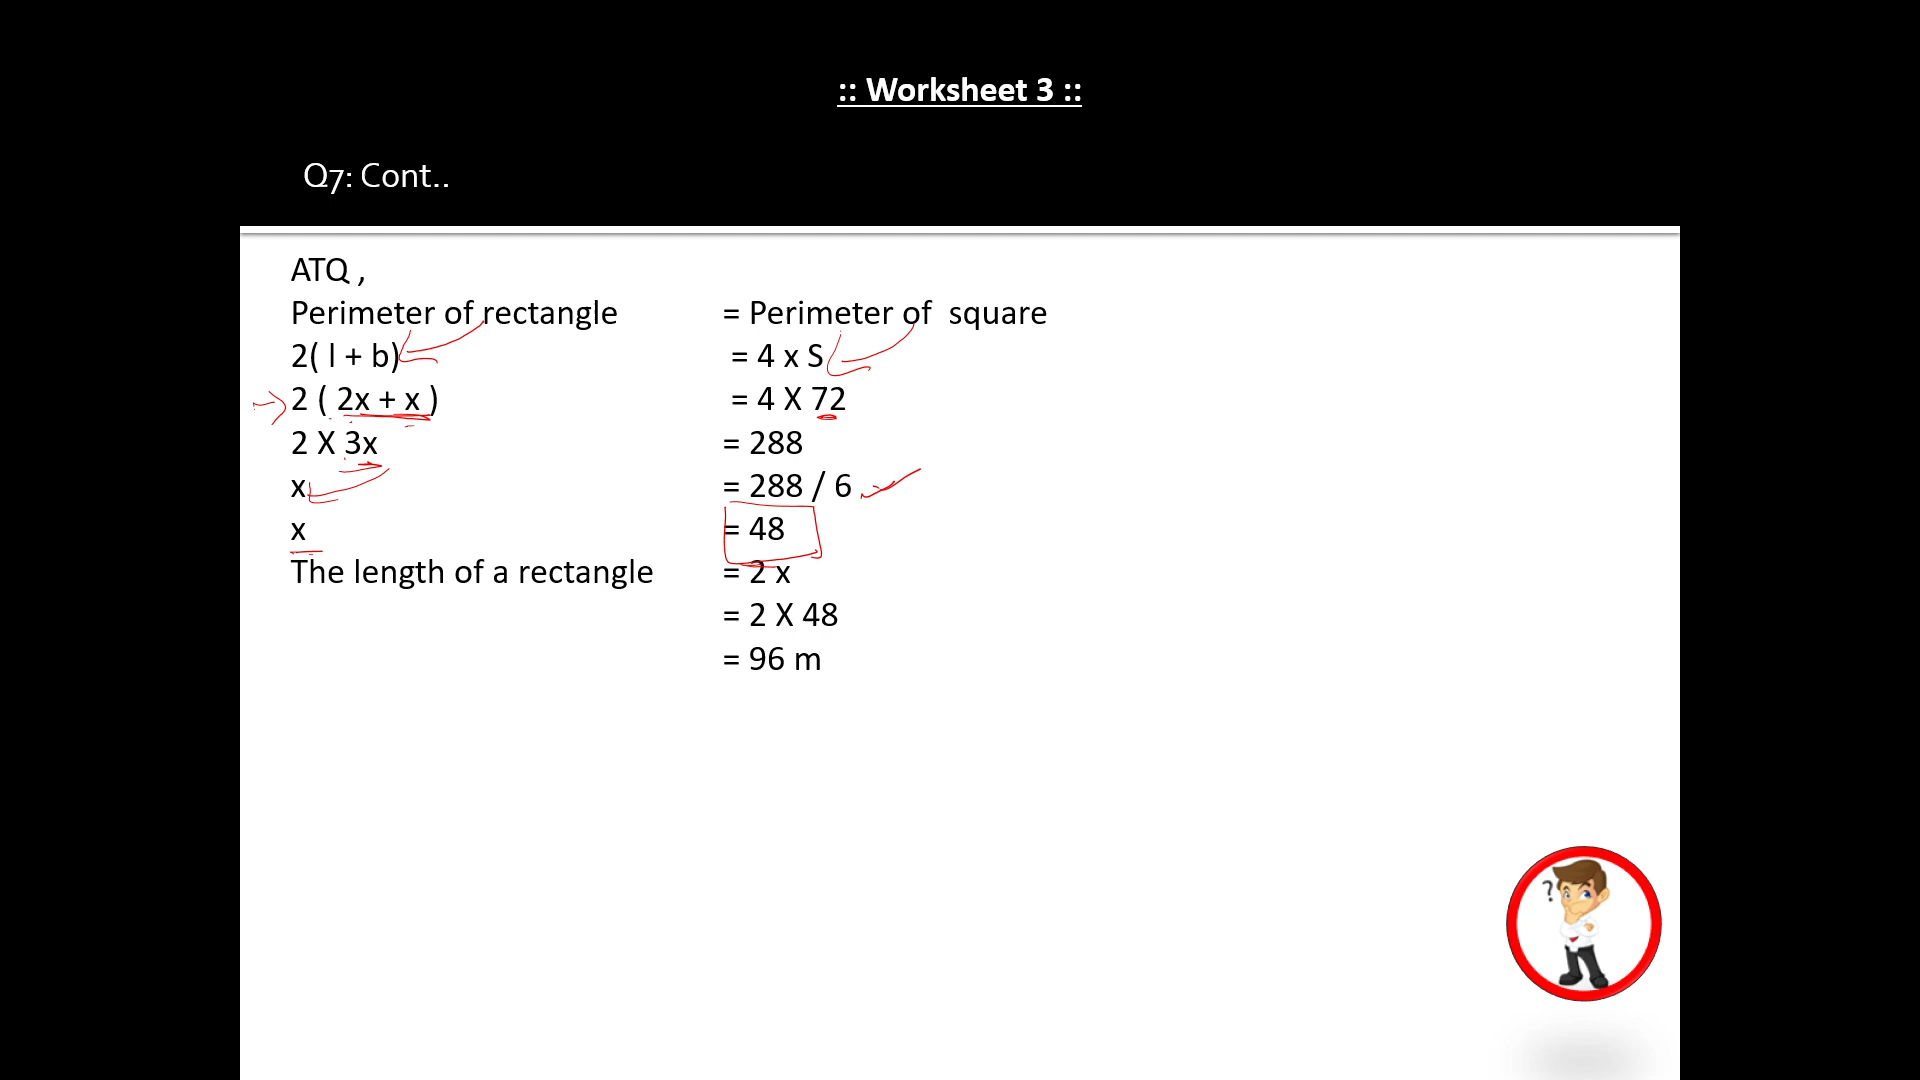 :: Worksheet 3 ::
Q7: Cont..
ATQ ,
Perimeter of rectangle = Perimeter of square
2( l + b) = 4 x S
2 ( 2x + x ) = 4 X 72
2 X 3x = 288
x = 288 / 6
x = 48
The length of a rectangle = 2 x
= 2 X 48
= 96 m
?